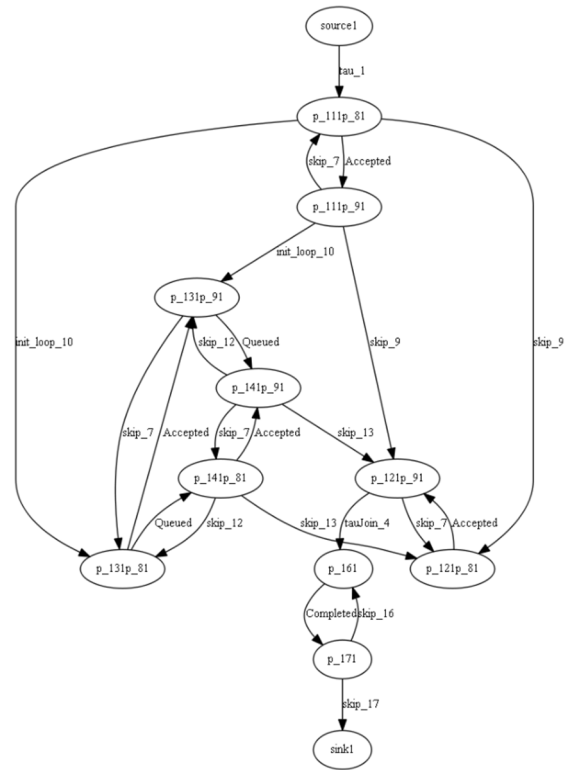 source1
tau_1
p_111p_81
skip_7 Accepted
p_111p_91
init_loop_10
p_131p_91
init_loop_10 skip_12 Queued skip_9 skip_9
p_141p_91
skip_7 Accepted skip_7 Accepted skip_13
p_141p_81 p_121p_91
Queued skip_12 skip_13 tauJoin_4 skip_7 Accepted
p_131p_81 p_161 p_121p_81
Completed skip_16
p_171
skip_17
sink1